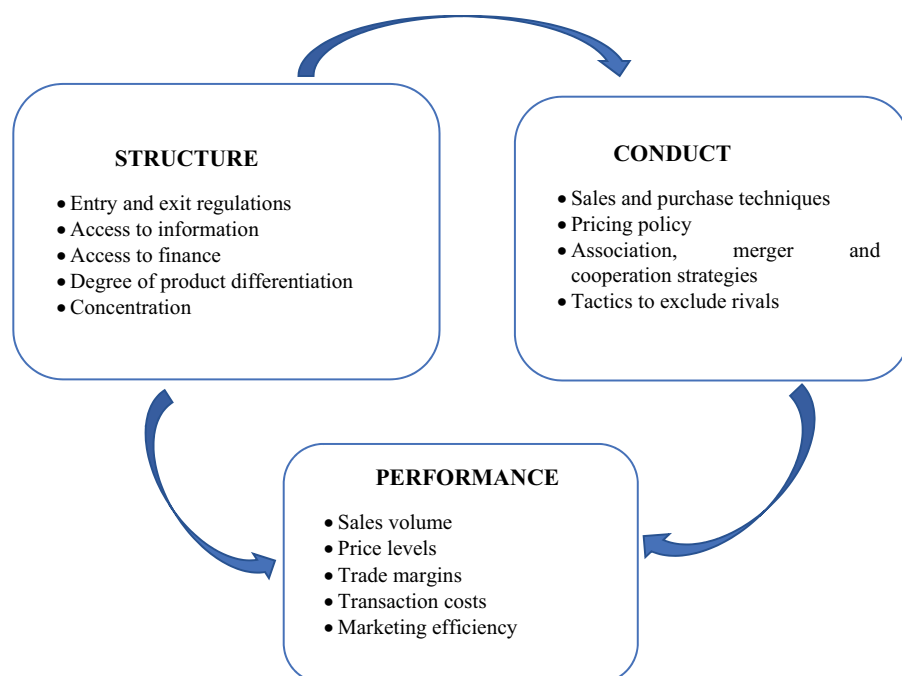 STRUCTURE
• Entry and exit regulations
• Access to information
• Access to finance
• Degree of product differentiation
• Concentration
CONDUCT
• Sales and purchase techniques
• Pricing policy
• Association, merger and
cooperation strategies
• Tactics to exclude rivals
PERFORMANCE
• Sales volume
• Price levels
• Trade margins
• Transaction costs
• Marketing efficiency